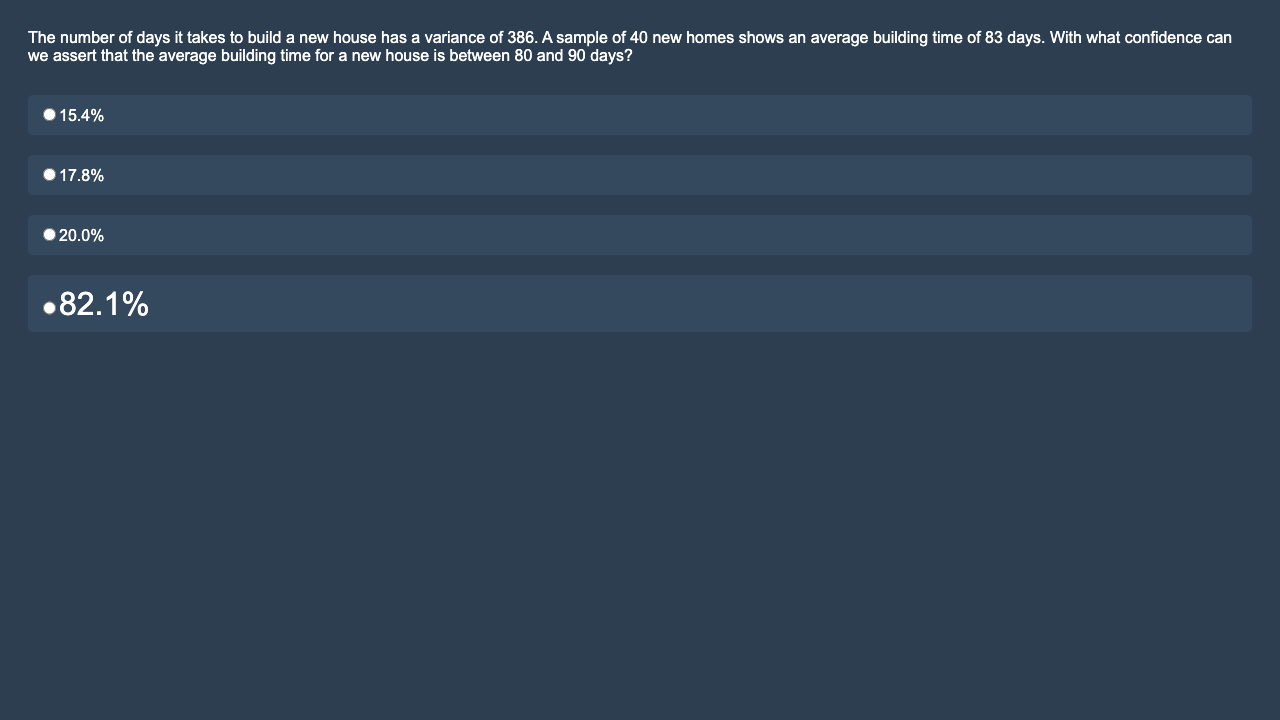 The number of days it takes to build a new house has a variance of 386. A sample of 40 new homes shows an average building time of 83 days. With what confidence can
we assert that the average building time for a new house is between 80 and 90 days?
15.4%
17.8%
20.0%
82.1%